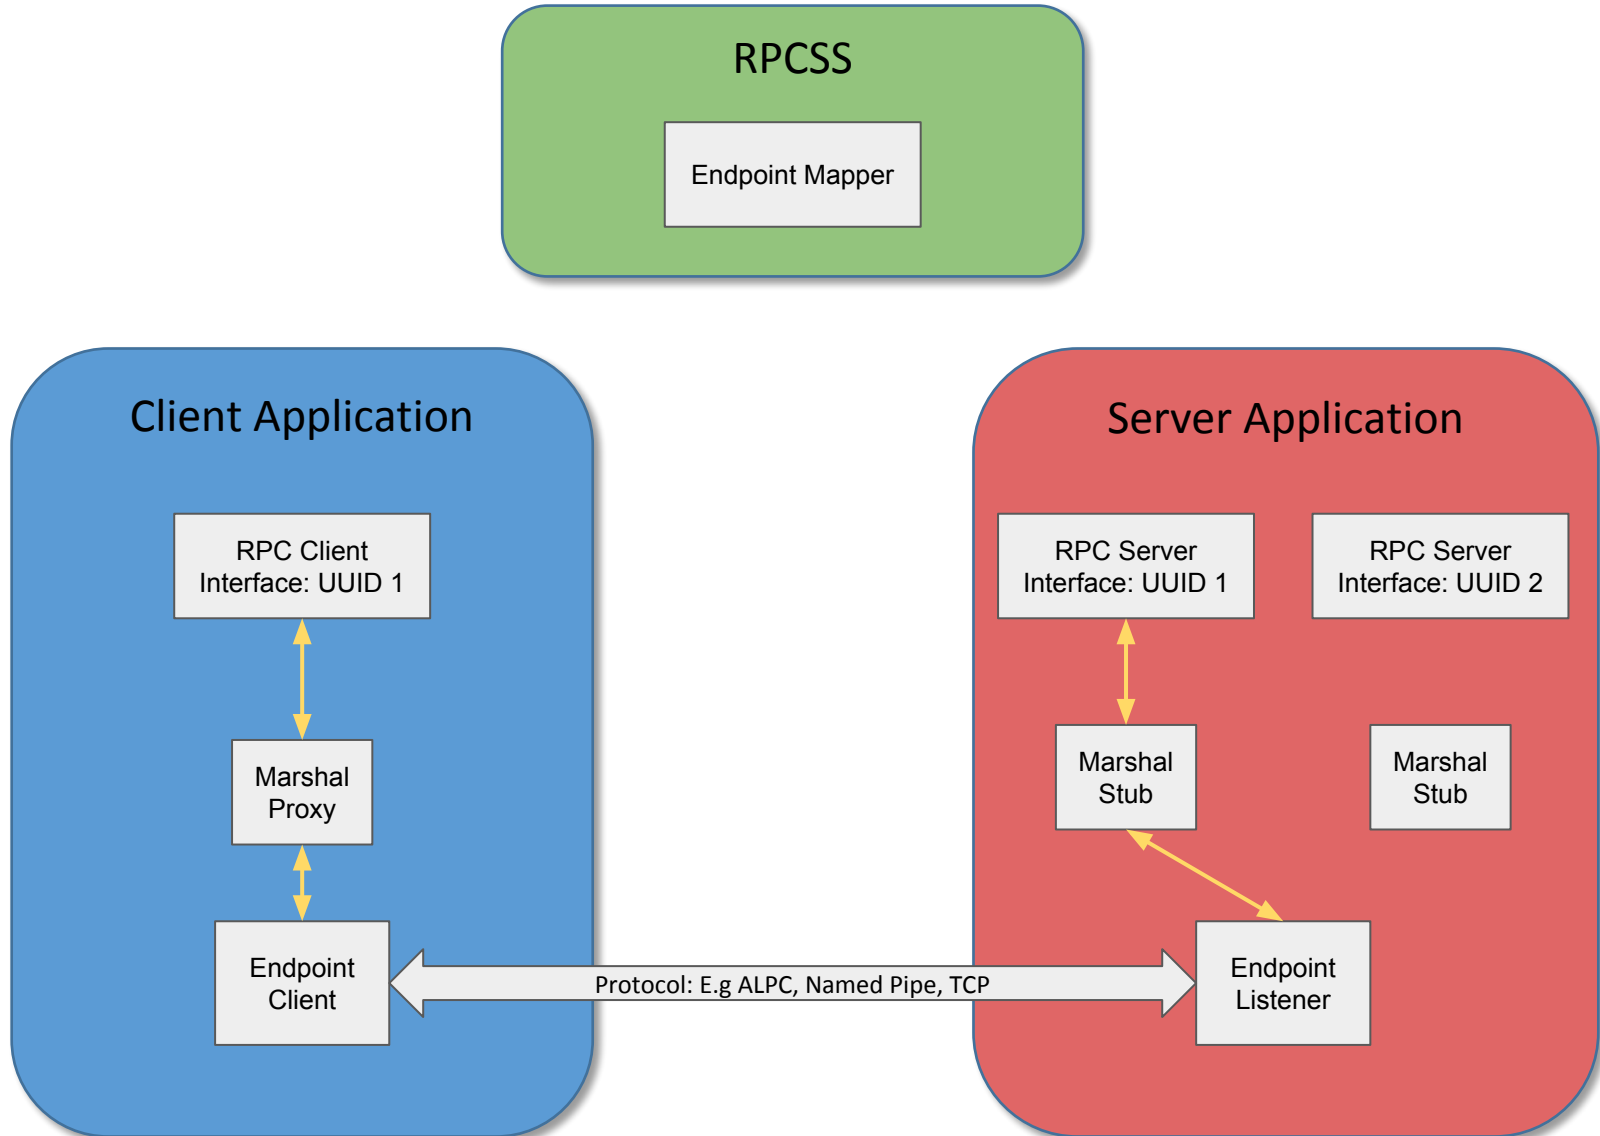 RPCSS
Endpoint Mapper
Client Application
RPC Client
Interface: UUID 1
Marshal
Proxy
Endpoint
Client
Protocol: E.g ALPC, Named Pipe, TCP
Server Application
RPC Server
Interface: UUID 1
RPC Server
Interface: UUID 2
Marshal
Stub
Marshal
Stub
Endpoint
Listener